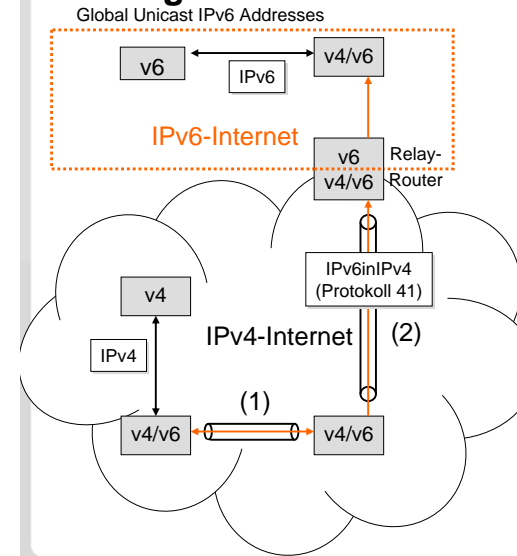 Global Unicast IPv6 Addresses
v6
IPv6
v4/v6
IPv6-Internet
v6
v4/v6
Relay-
Router
IPv6inIPv4
(Protokoll 41)
v4
IPv4-Internet
(2)
IPv4
(1)
v4/v6
v4/v6